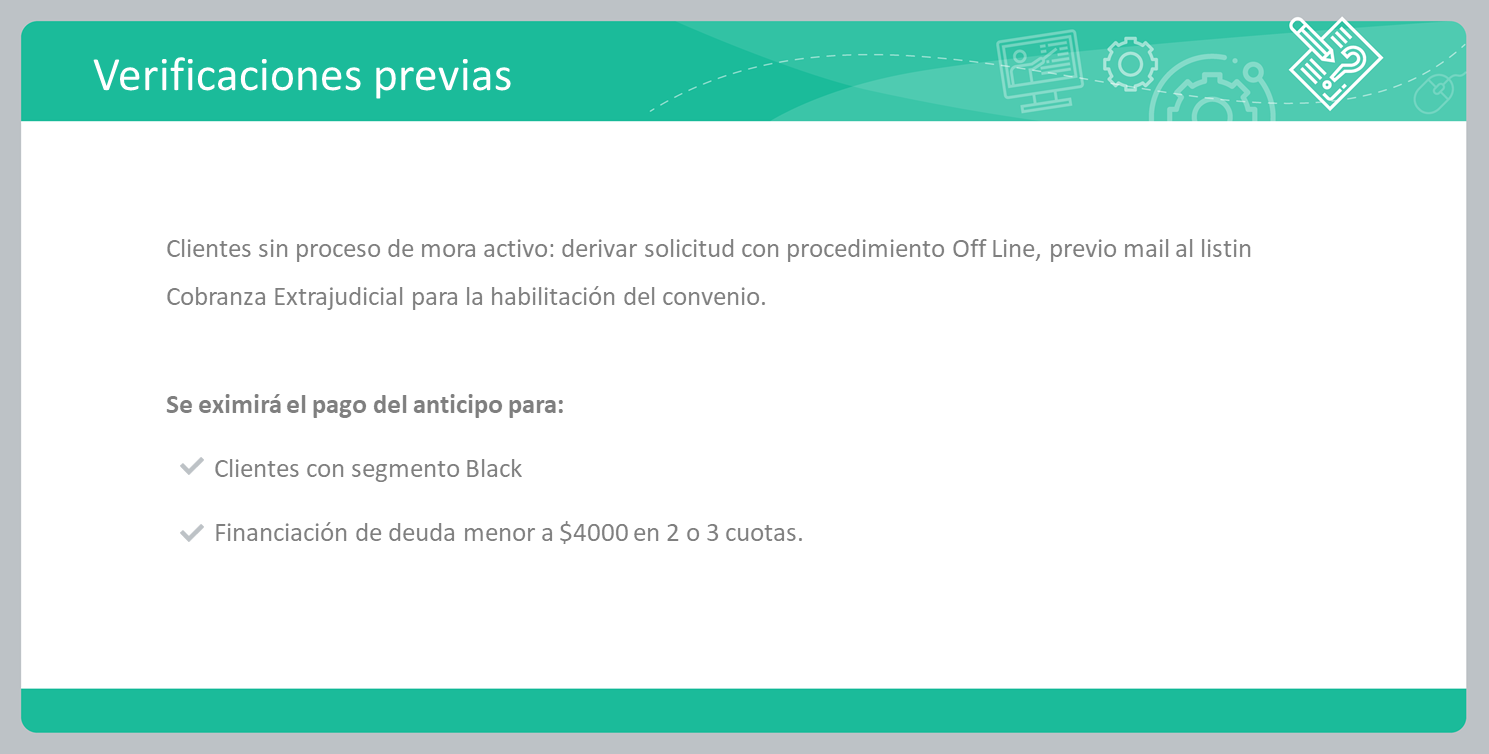 Verificaciones previas
Clientes sin proceso de mora activo: derivar solicitud con procedimiento Off Line, previo mail al listin
Cobranza Extrajudicial para la habilitación del convenio.
Se eximirá el pago del anticipo para:
Clientes con segmento Black
Financiación de deuda menor a $4000 en 2 o 3 cuotas.